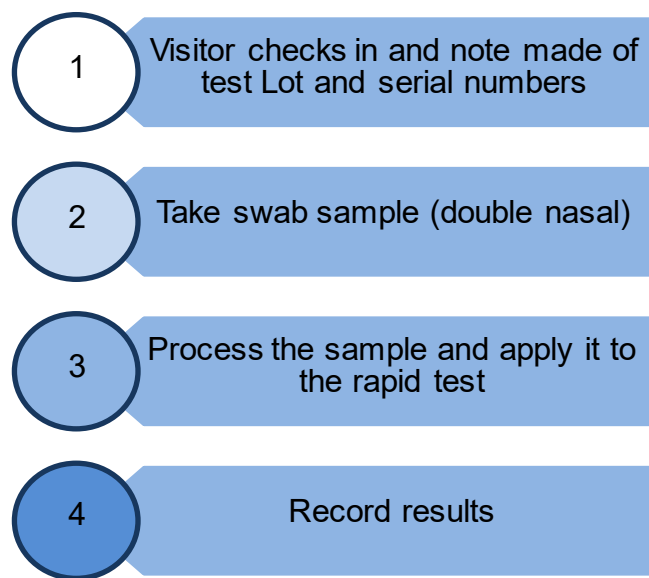 1
Visitor checks in and note made of
test Lot and serial numbers
2
Take swab sample (double nasal)
3
Process the sample and apply it to
the rapid test
4
Record results